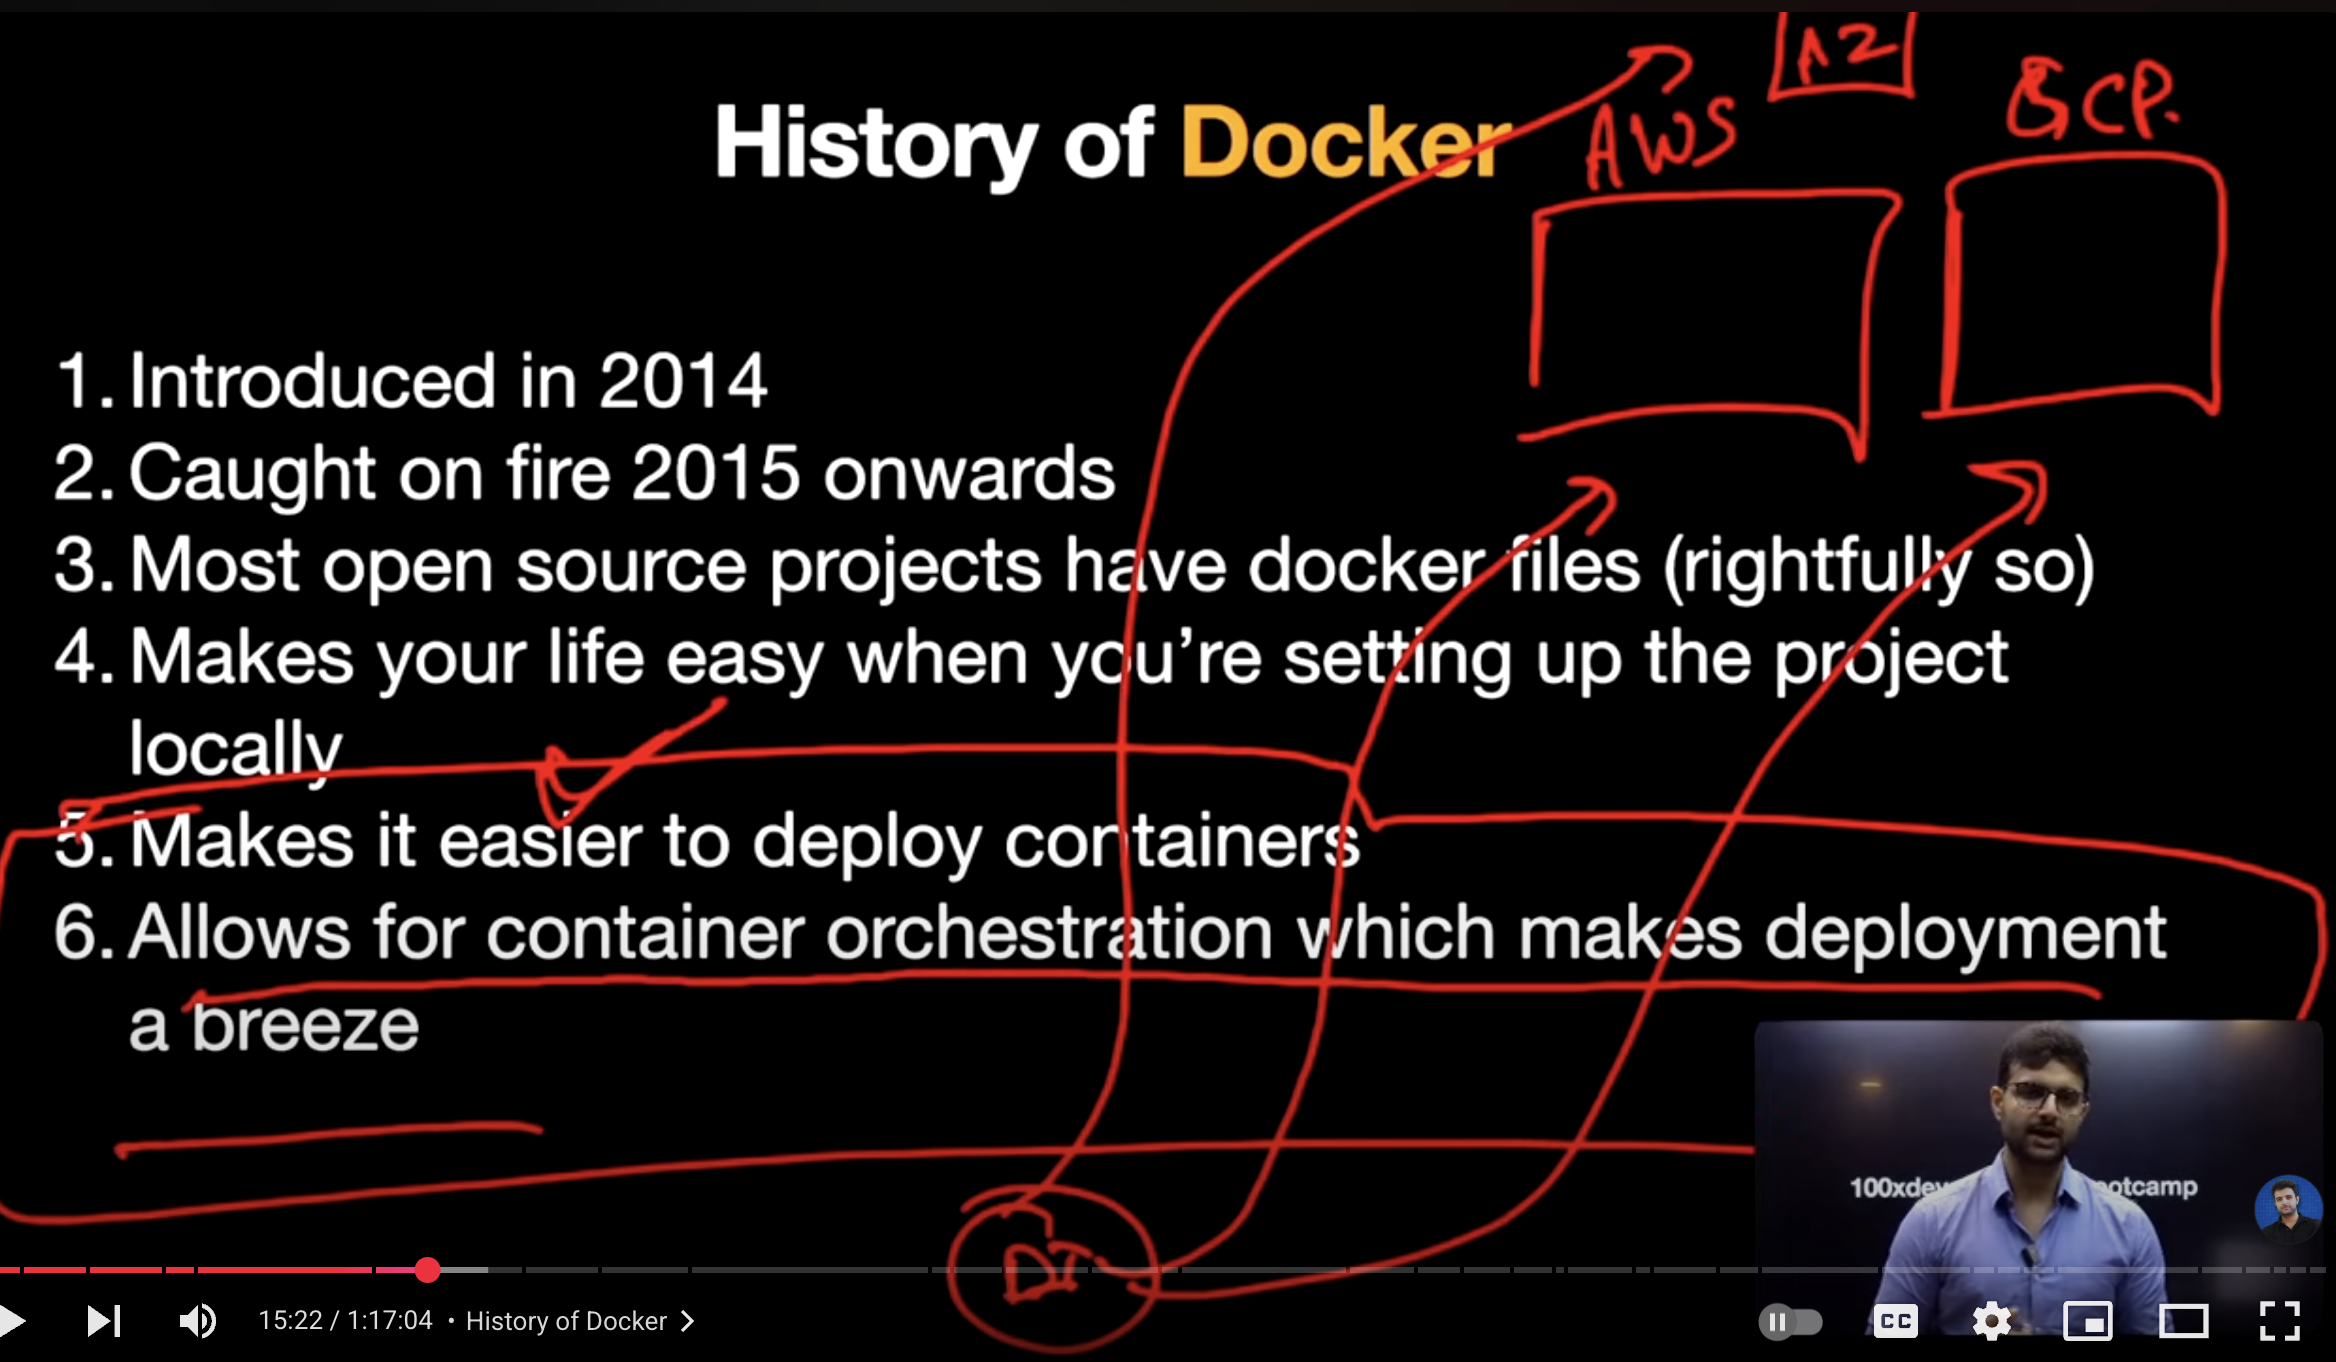 A2
AWS
GCP.
History of Docker
1. Introduced in 2014
2. Caught on fire 2015 onwards
3. Most open source projects have docker files (rightfully so)
4. Makes your life easy when you’re setting up the project
locally
5. Makes it easier to deploy containers
6. Allows for container orchestration which makes deployment
a breeze
100xdev
ootcamp
DI
15:22 / 1:17:04 • History of Docker
CC